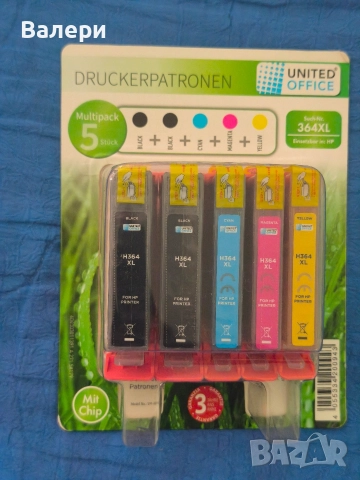 Валери
DRUCKERPATRONEN
UNITED
OFFICE
Multipack
5
Stück
BLACK + BLACK + CYAN + MAGENTA + YELLOW
364XL
BLACK
BLACK
CYAN
MAGENTA
YELLOW
H364
XL
H364
XL
H364
XL
H364
XL
H364
XL
FOR HP
PRINTER
FOR HP
PRINTER
FOR HP
PRINTER
FOR HP
PRINTER
FOR HP
PRINTER
Mit
Chip
Patronen
3
BAZAR
bg